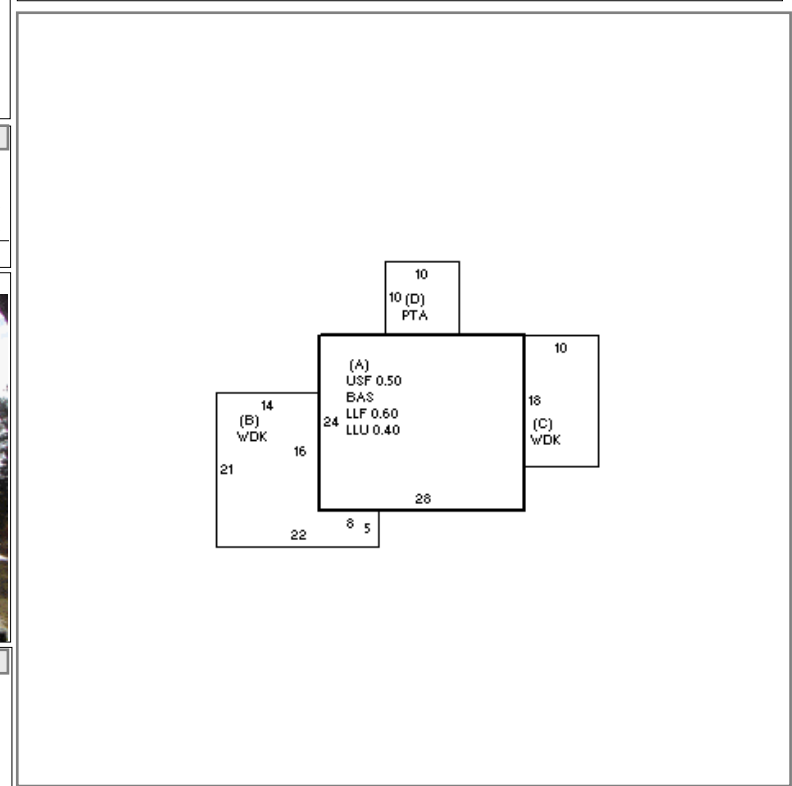 10
10 (D)
PTA
10
18
(C)
WDK
(A)
USF 0.50
BAS
LLF 0.60
LLU 0.40
24
28
14
(B)
WDK
16
21
22
8
5